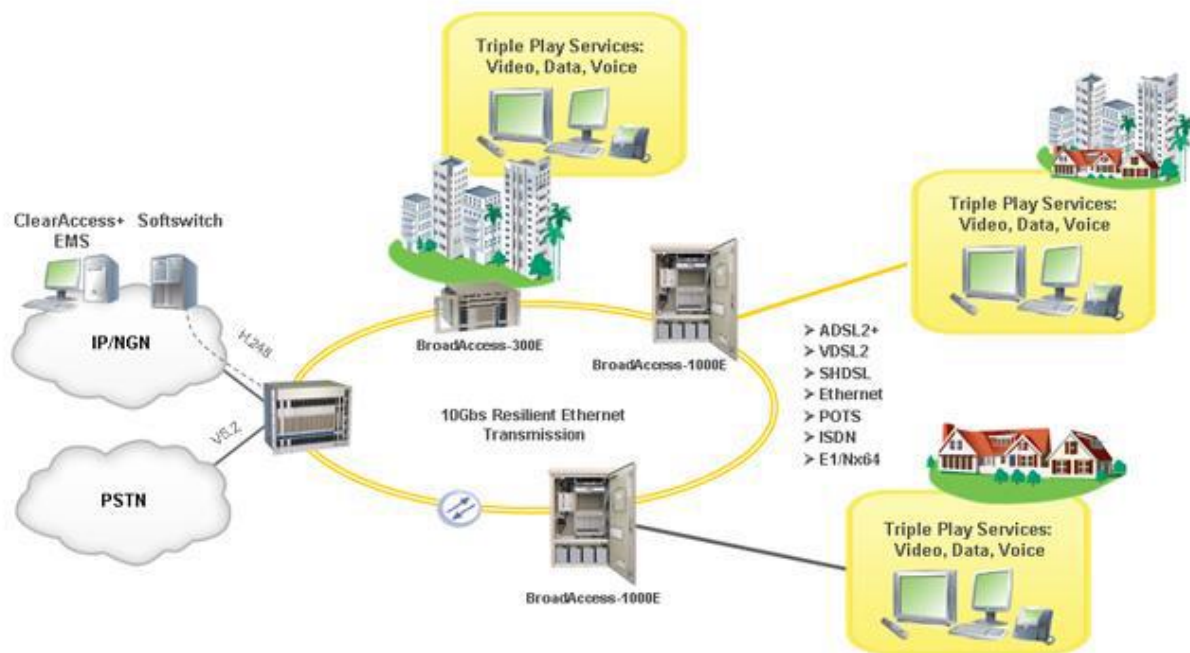 Triple Play Services:
Video, Data, Voice
ClearAccess+
EMS
Softswitch
IP/NGN
H.248
V5.2
PSTN
BroadAccess-300E
BroadAccess-1000E
10Gbs Resilient Ethernet
Transmission
BroadAccess-1000E
Triple Play Services:
Video, Data, Voice
➢ ADSL2+
➢ VDSL2
➢ SHDSL
➢ Ethernet
➢ POTS
➢ ISDN
➢ E1/Nx64
Triple Play Services:
Video, Data, Voice